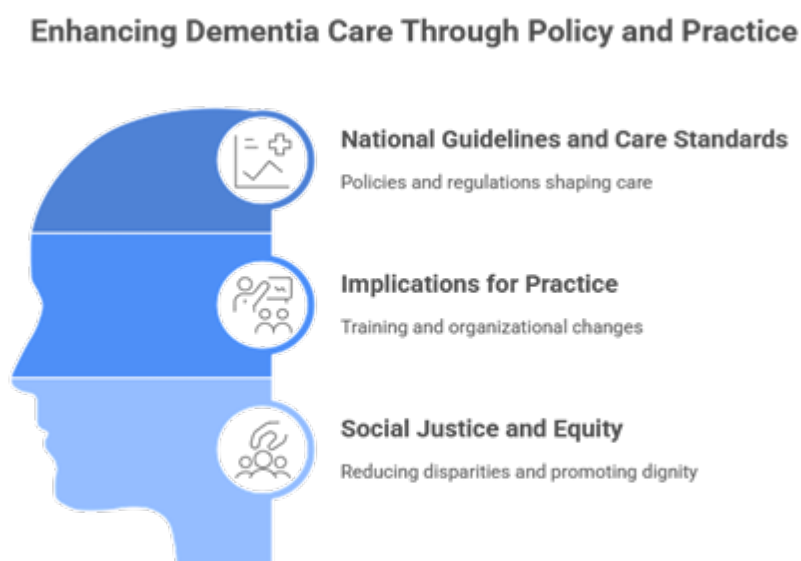 Enhancing Dementia Care Through Policy and Practice
National Guidelines and Care Standards
Policies and regulations shaping care
Implications for Practice
Training and organizational changes
Social Justice and Equity
Reducing disparities and promoting dignity